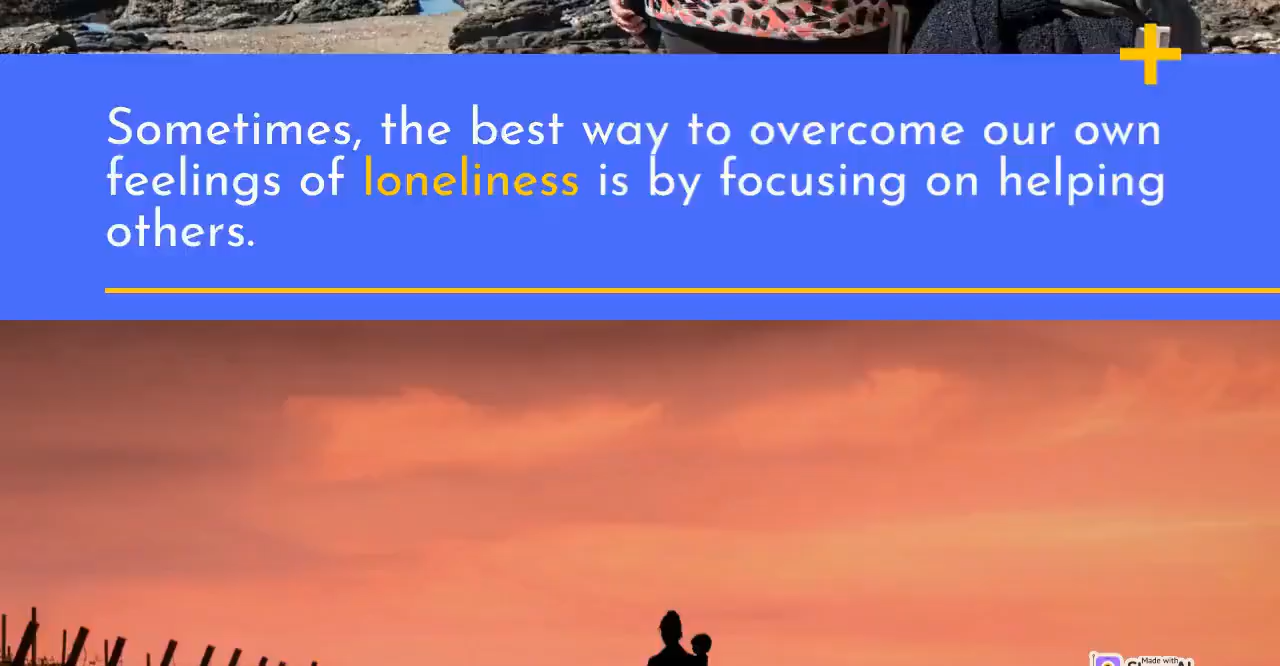 Sometimes, the best way to overcome our own
feelings of loneliness is by focusing on helping
others.
Made with